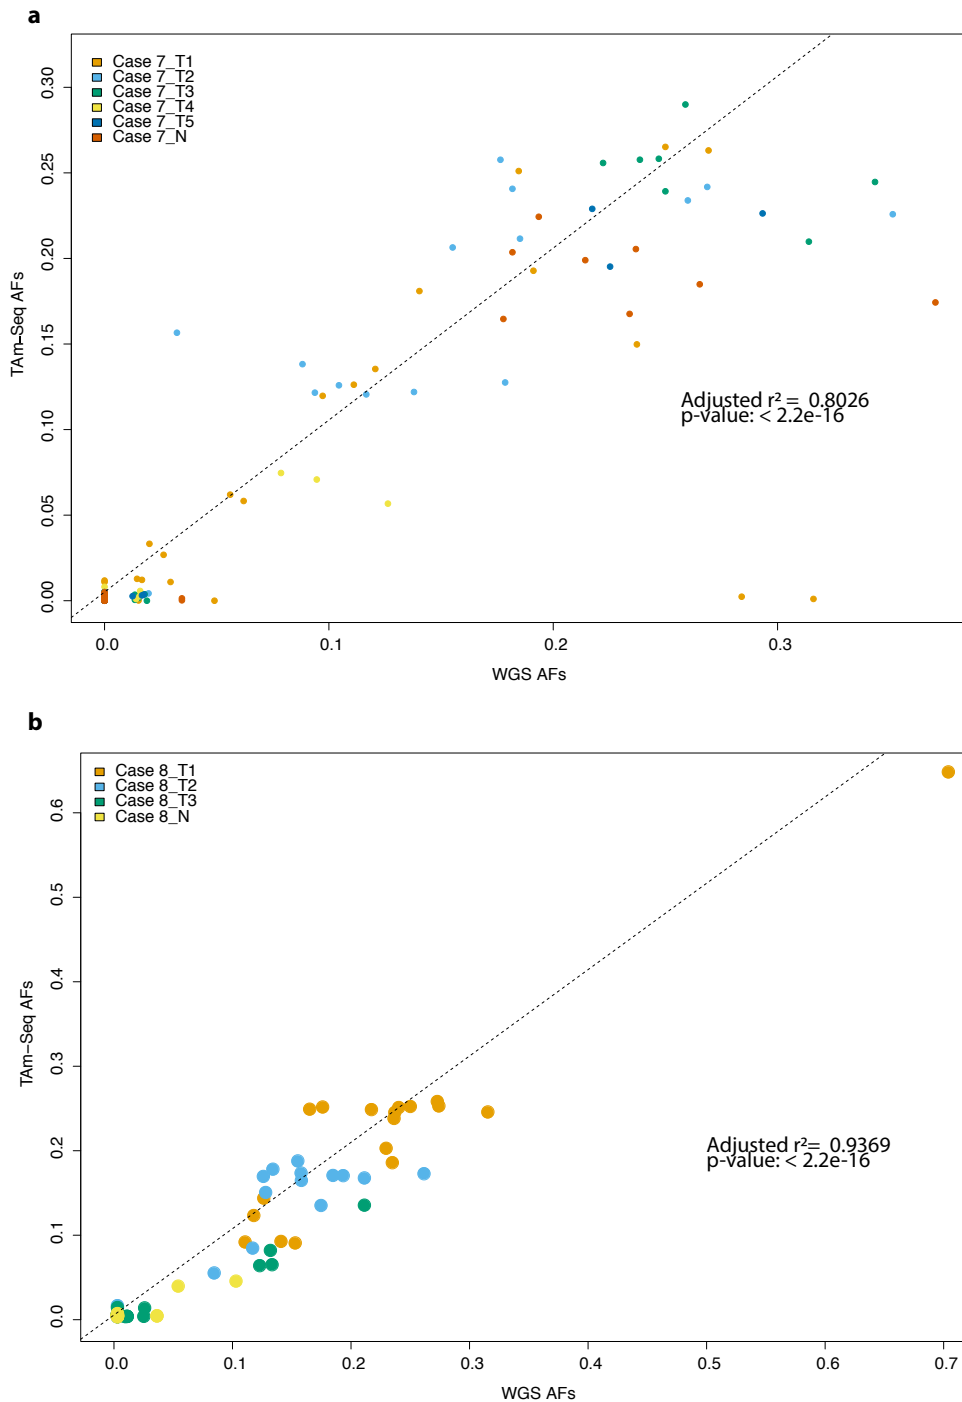 a
Case 7_T1
Case 7_T2
Case 7_T3
Case 7_T4
Case 7_T5
Case 7_N
0.30
0.25
0.20
0.15
0.10
0.05
0.00
TAm-Seq AFs
Adjusted r² = 0.8026
p-value: < 2.2e-16
0.0 0.1 0.2 0.3
WGS AFs
b
Case 8_T1
Case 8_T2
Case 8_T3
Case 8_N
0.6
0.5
0.4
0.3
0.2
0.1
0.0
TAm-Seq AFs
Adjusted r²= 0.9369
p-value: < 2.2e-16
0.0 0.1 0.2 0.3 0.4 0.5 0.6 0.7
WGS AFs